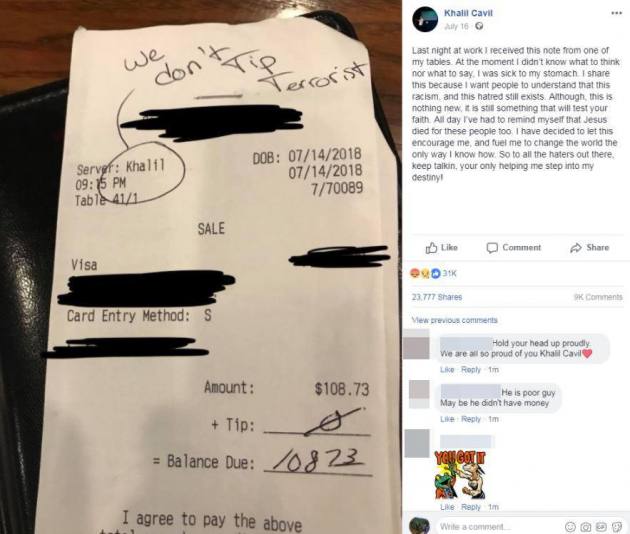 We
don't Tip
Terrorist
Server: Khalil
09:15 PM
Table 41/1
DOB: 07/14/2018
07/14/2018
7/70089
SALE
Visa
Card Entry Method: S
Amount: $108.73
+ Tip: 0
= Balance Due: 10873
I agree to pay the above
Khalil Cavil
July 16
Last night at work I received this note from one of
my tables. At the moment I didn't know what to think
nor what to say, I was sick to my stomach. I share
this because I want people to understand that this
racism, and this hatred still exists. Although, this is
nothing new, it is still something that will test your
faith. All day I've had to remind myself that Jesus
died for these people too. I have decided to let this
encourage me, and fuel me to change the world the
only way I know how. So to all the haters out there,
keep talkin, your only helping me step into my
destiny!
Like Comment Share
31K
23,777 Shares 9K Comments
View previous comments
Hold your head up proudly.
We are all so proud of you Khalil Cavil
Like · Reply · 1m
He is poor guy
May be he didn't have money
Like · Reply · 1m
YOU GOT IT
Like · Reply · 1m
Write a comment...